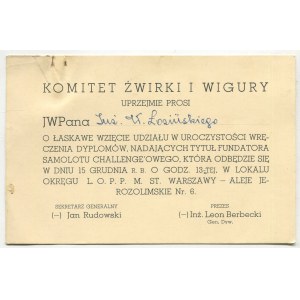 KOMITET ŻWIRKI I WIGURY
UPRZEJMIE PROSI
JWPana Inż. W. Łosińskiego
O ŁASKAWE WZIĘCIE UDZIAŁU W UROCZYSTOŚCI WRĘ-
CZENIA DYPLOMÓW, NADAJĄCYCH TYTUŁ FUNDATORA
SAMOLOTU CHALLENGE'OWEGO, KTÓRA ODBĘDZIE SIĘ
W DNIU 15 GRUDNIA R. B. O GODZ. 13-TEJ, W LOKALU
OKRĘGU L. O. P. P. M. ST. WARSZAWY - ALEJE JE-
ROZOLIMSKIE Nr. 6.
SEKRETARZ GENERALNY
(—) Jan Rudowski
PREZES
(—) Inż. Leon Berbecki
Gen. Dyw.